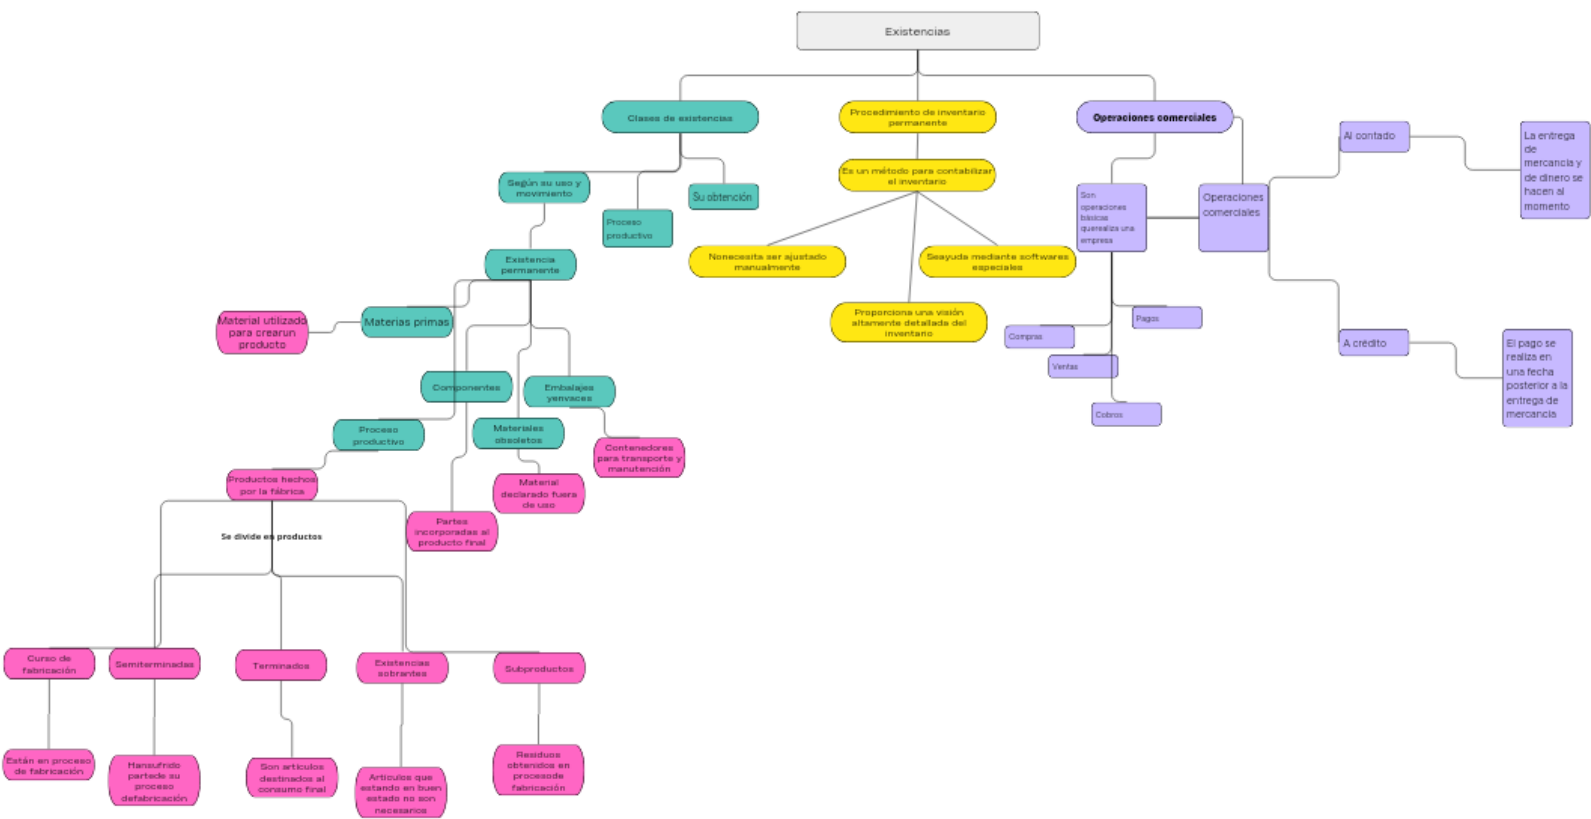 Existencias
Clases de existencias
Procedimiento de inventario
permanente
Operaciones comerciales
Al contado
La entrega
de
mercancia y
de dinero se
hacen al
momento
Es un método para contabilizar
el inventario
Según su uso y
movimiento
Su obtención
Proceso
productivo
Son
operaciones
básicas
querealiza una
empresa
Operaciones
comerciales
Existencia
permanente
Nonecesita ser ajustado
manualmente
Seayuda mediante softwares
especiales
Proporciona una visión
altamente detallada del
inventario
Material utilizado
para crearun
producto
Materias primas
Pagos
Compras
Ventas
Cobros
A crédito
El pago se
realiza en
una fecha
posterior a la
entrega de
mercancia
Componentes
Embalajes
yenvaces
Proceso
productivo
Materiales
obsoletos
Contenedores
para transporte y
manutención
Productos hechos
por la fábrica
Material
declarado fuera
de uso
Partes
incorporadas al
producto final
Se divide en productos
Curso de
fabricación
Semiterminadas
Terminados
Existencias
sobrantes
Subproductos
Están en proceso
de fabricación
Hansufrido
partede su
proceso
defabricación
Son articulos
destinados al
consumo final
Articulos que
estando en buen
estado no son
necesarios
Residuos
obtenidos en
procesode
fabricación